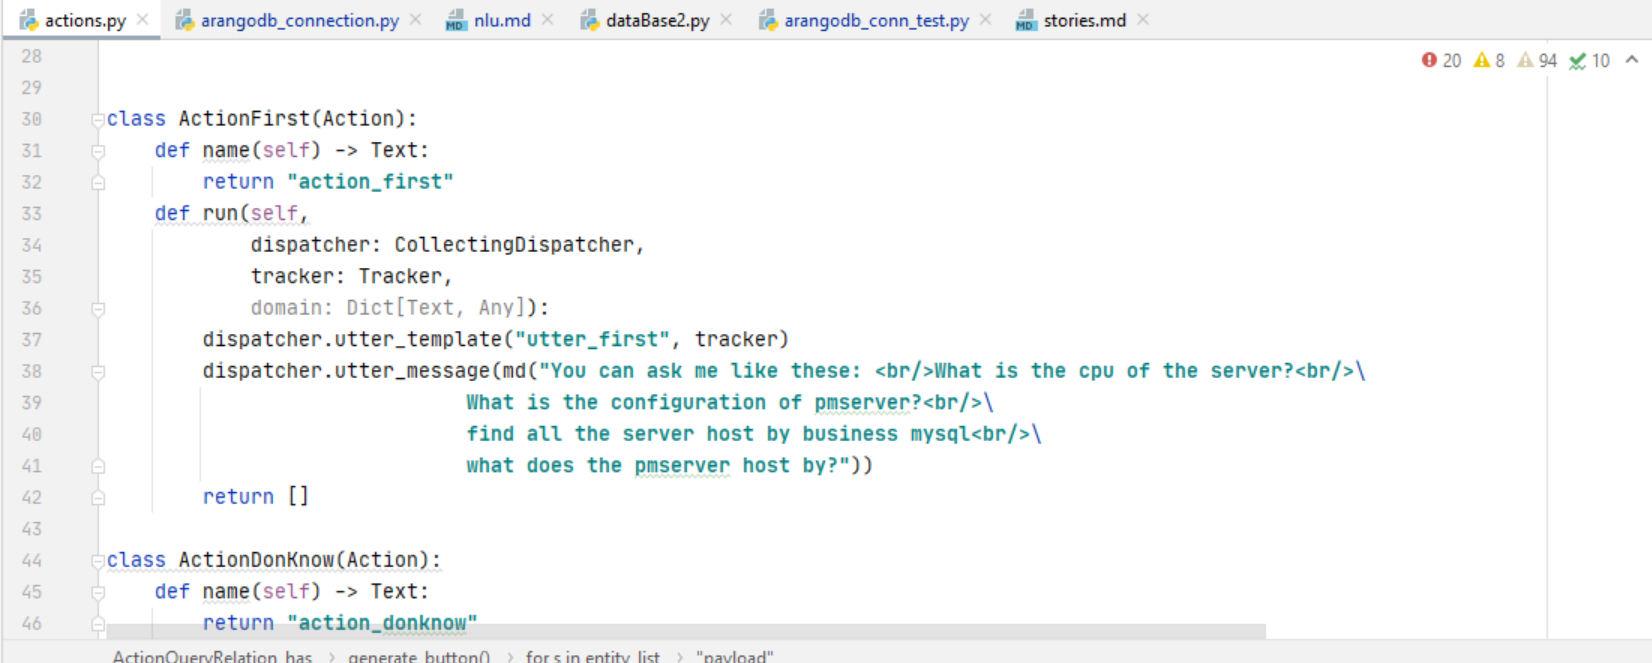 actions.py arangodb_connection.py nlu.md dataBase2.py arangodb_conn_test.py stories.md
20 8 94 10
28
29
30 class ActionFirst(Action):
31 def name(self) -> Text:
32 return "action_first"
33 def run(self,
34 dispatcher: CollectingDispatcher,
35 tracker: Tracker,
36 domain: Dict[Text, Any]):
37 dispatcher.utter_template("utter_first", tracker)
38 dispatcher.utter_message(md("You can ask me like these: <br/>What is the cpu of the server?<br/>\
39 What is the configuration of pmserver?<br/>\
40 find all the server host by business mysql<br/>\
41 what does the pmserver host by?"))
42 return []
43
44 class ActionDonKnow(Action):
45 def name(self) -> Text:
46 return "action_donknow"
ActionQueryRelation_has > generate_button() > for s in entity_list > "payload"